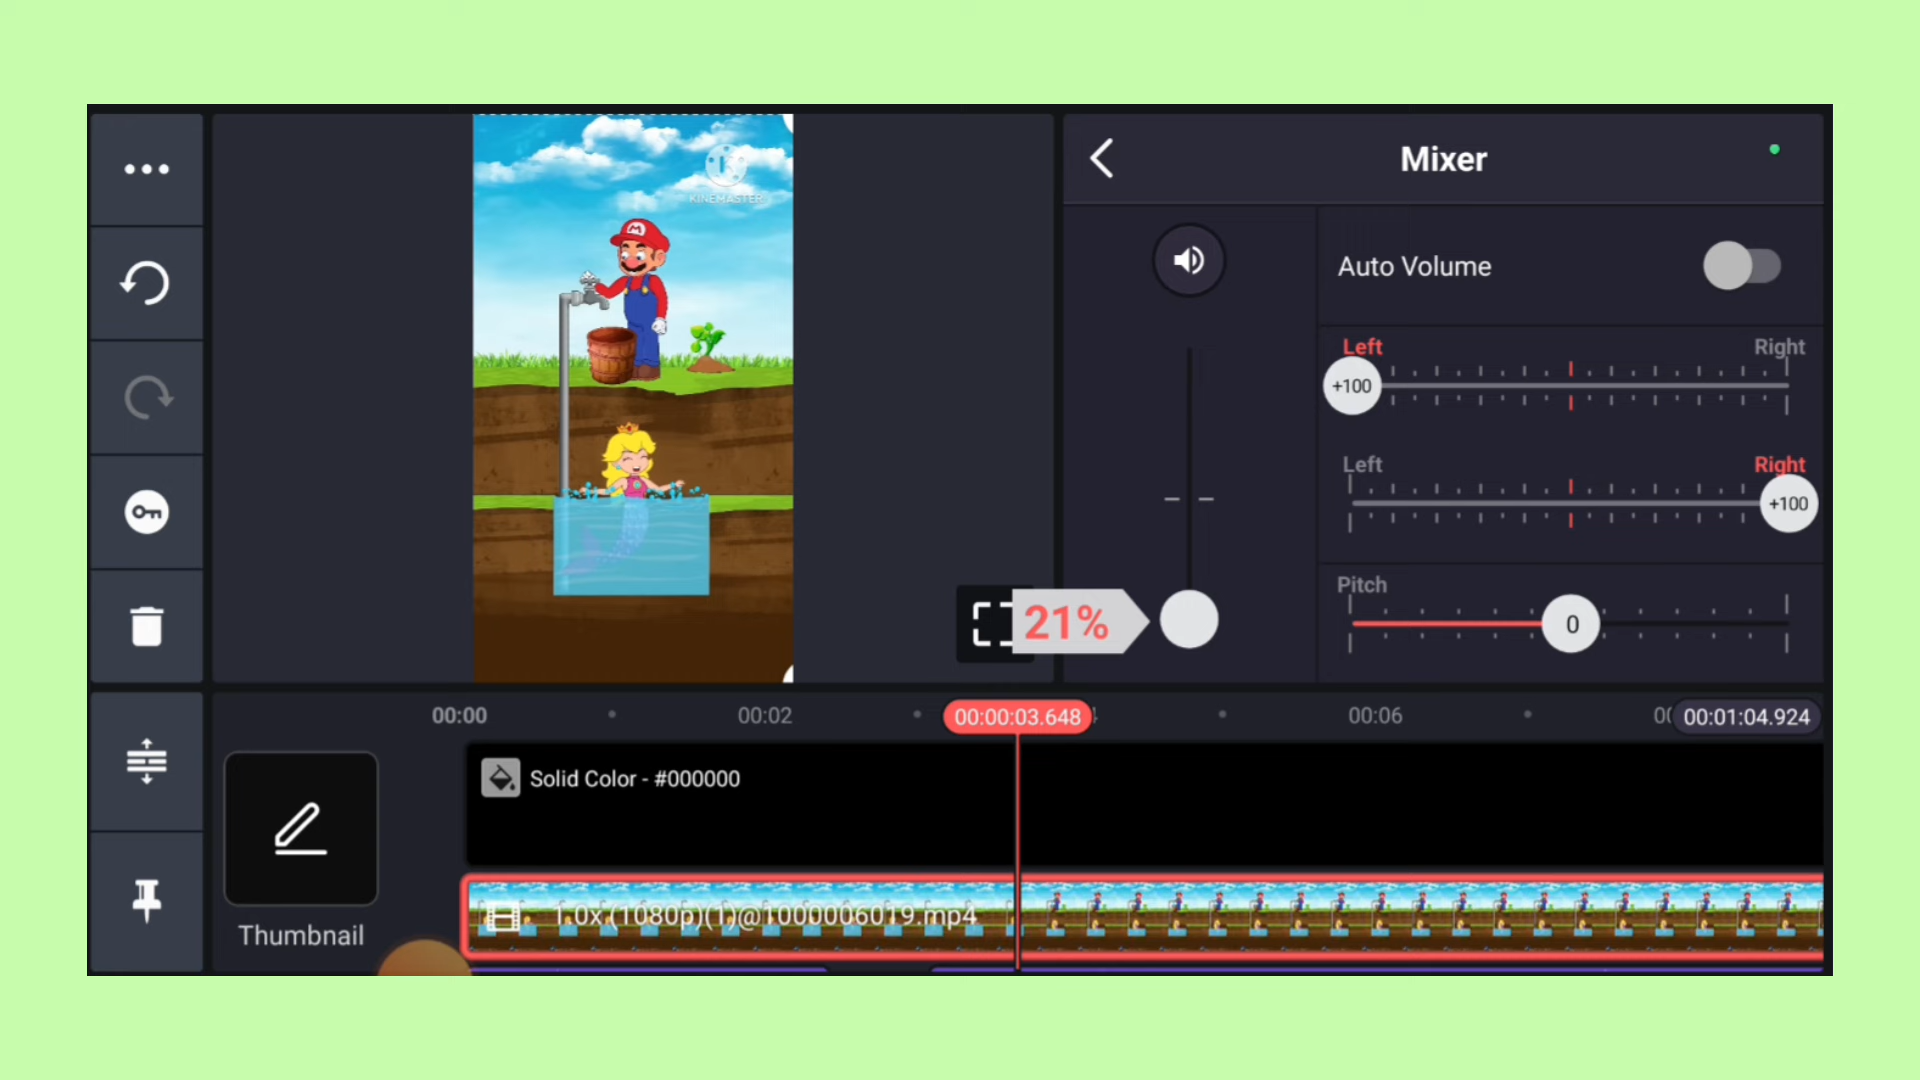 KINEMASTER
M
Mixer
Auto Volume
Left Right
+100
Left Right
+100
Pitch
0
21%
00:00 00:02 00:00:03.648 00:06 00:01:04.924
Solid Color - #000000
1.0x (1080p)(1)@1000006019.mp4
Thumbnail